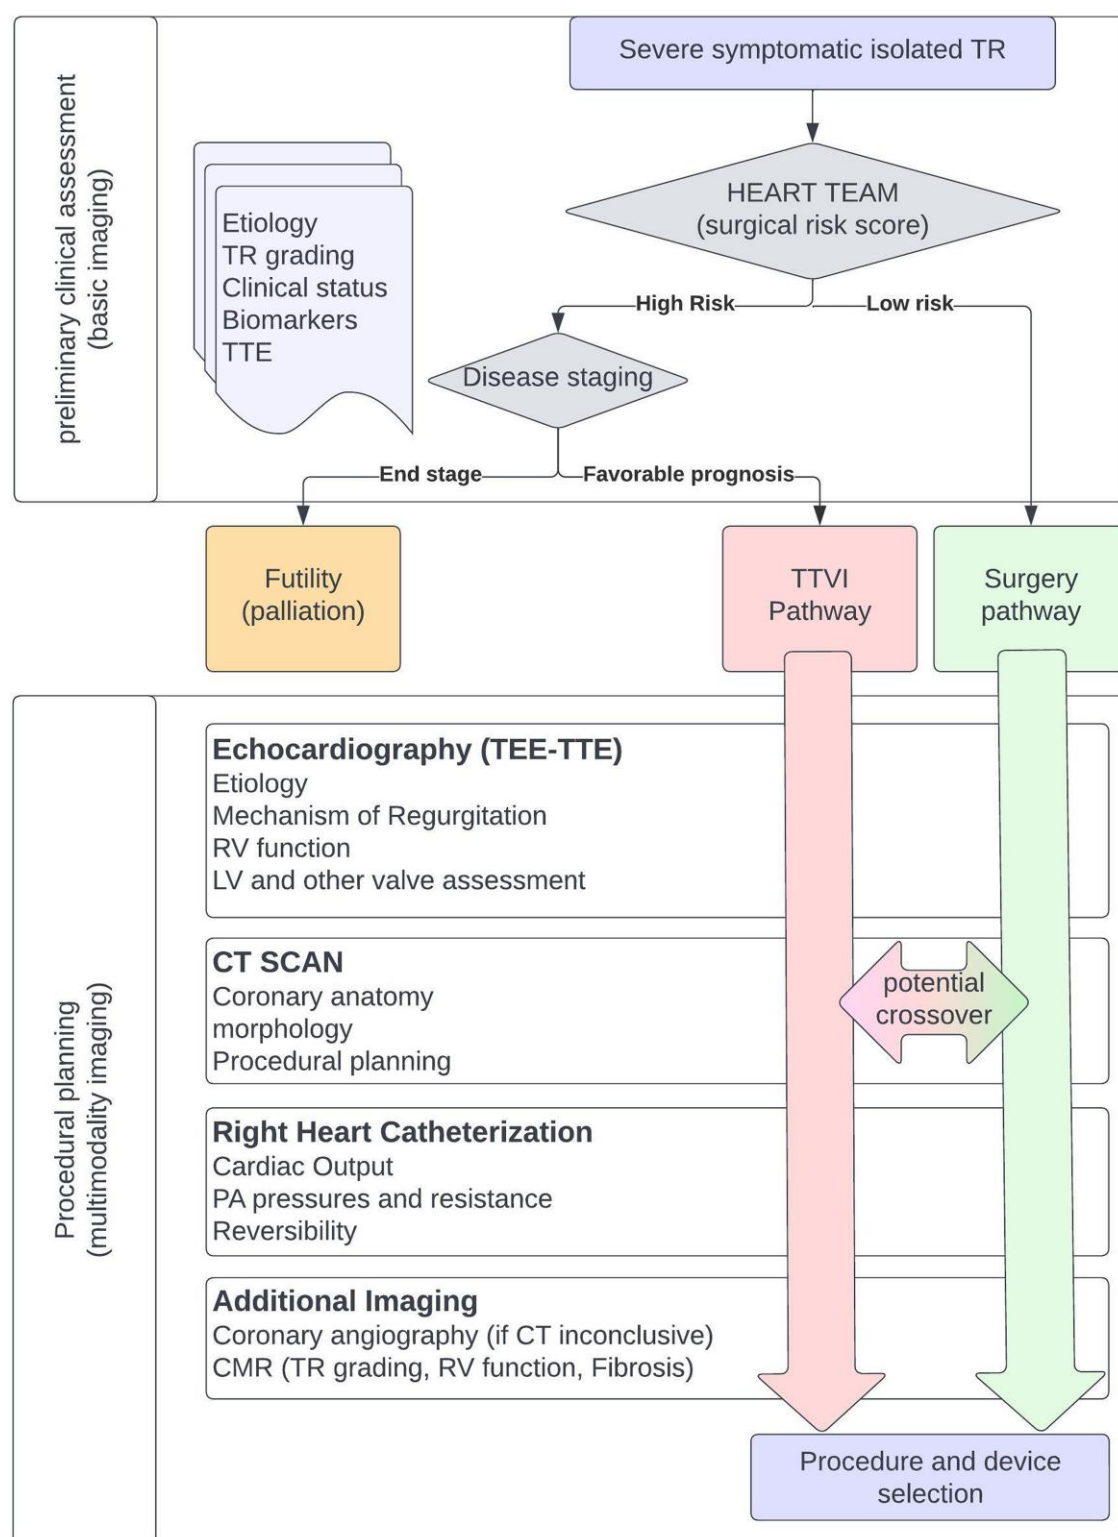 preliminary clinical assessment
(basic imaging)
Severe symptomatic isolated TR
HEART TEAM
(surgical risk score)
Etiology
TR grading
Clinical status
Biomarkers
TTE
High Risk
Low risk
Disease staging
End stage
Favorable prognosis
Futility
(palliation)
TTVI
Pathway
Surgery
pathway
Procedural planning
(multimodality imaging)
Echocardiography (TEE-TTE)
Etiology
Mechanism of Regurgitation
RV function
LV and other valve assessment
CT SCAN
Coronary anatomy
morphology
Procedural planning
potential
crossover
Right Heart Catheterization
Cardiac Output
PA pressures and resistance
Reversibility
Additional Imaging
Coronary angiography (if CT inconclusive)
CMR (TR grading, RV function, Fibrosis)
Procedure and device
selection